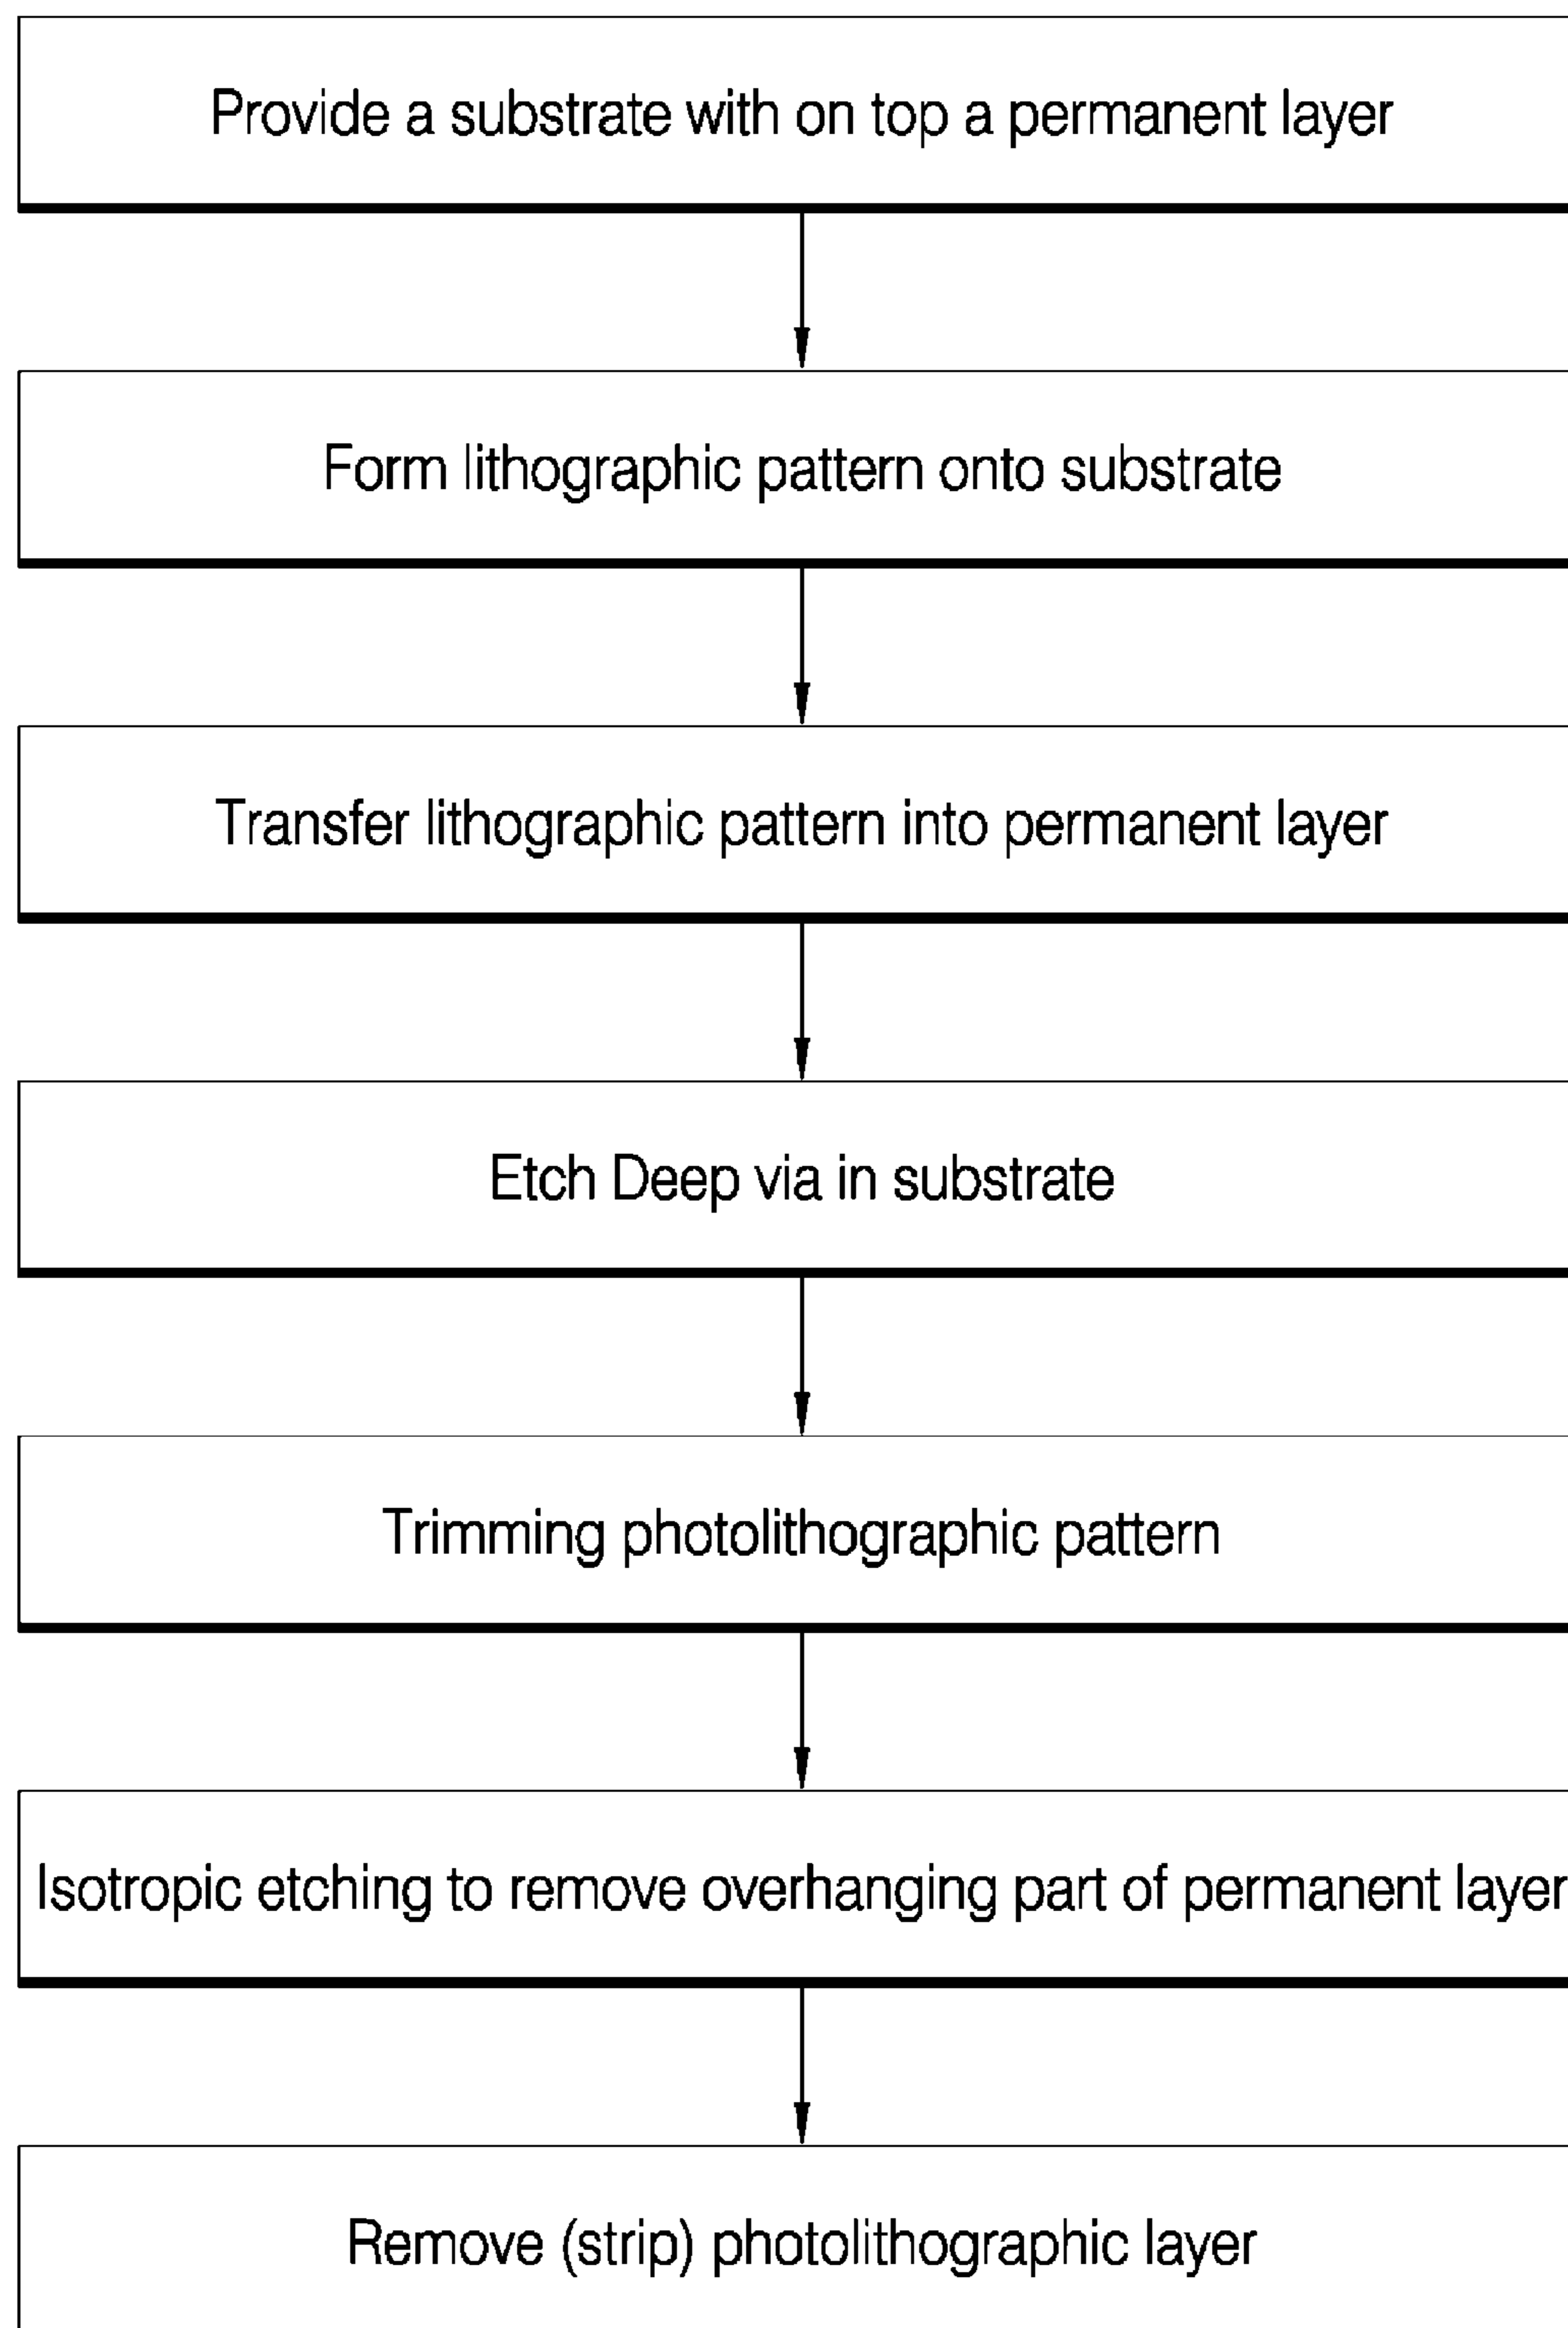 Provide a substrate with on top a permanent layer
Form lithographic pattern onto substrate
Transfer lithographic pattern into permanent layer
Etch Deep via in substrate
Trimming photolithographic pattern
Isotropic etching to remove overhanging part of permanent layer
Remove (strip) photolithographic layer